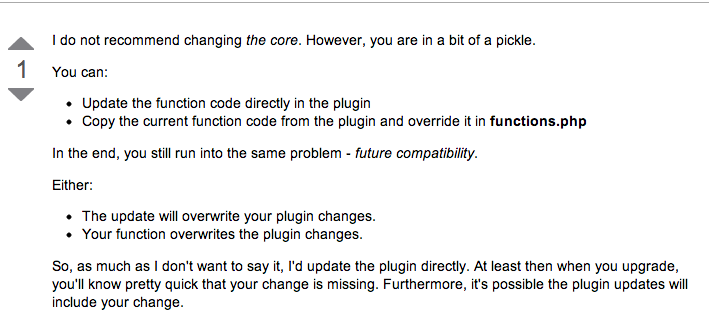 I do not recommend changing the core. However, you are in a bit of a pickle.
1
You can:
• Update the function code directly in the plugin
• Copy the current function code from the plugin and override it in functions.php
In the end, you still run into the same problem - future compatibility.
Either:
• The update will overwrite your plugin changes.
• Your function overwrites the plugin changes.
So, as much as I don't want to say it, I'd update the plugin directly. At least then when you upgrade,
you'll know pretty quick that your change is missing. Furthermore, it's possible the plugin updates will
include your change.